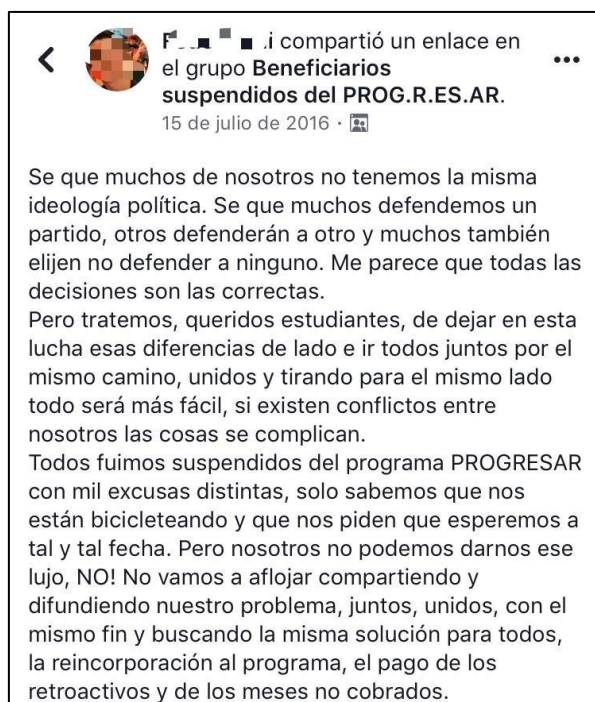 compartió un enlace en
el grupo Beneficiarios
suspendidos del PROG.R.ES.AR.
15 de julio de 2016 ·
Se que muchos de nosotros no tenemos la misma
ideología política. Se que muchos defendemos un
partido, otros defenderán a otro y muchos también
elijen no defender a ninguno. Me parece que todas las
decisiones son las correctas.
Pero tratemos, queridos estudiantes, de dejar en esta
lucha esas diferencias de lado e ir todos juntos por el
mismo camino, unidos y tirando para el mismo lado
todo será más fácil, si existen conflictos entre
nosotros las cosas se complican.
Todos fuimos suspendidos del programa PROGRESAR
con mil excusas distintas, solo sabemos que nos
están bicicleteando y que nos piden que esperemos a
tal y tal fecha. Pero nosotros no podemos darnos ese
lujo, NO! No vamos a aflojar compartiendo y
difundiendo nuestro problema, juntos, unidos, con el
mismo fin y buscando la misma solución para todos,
la reincorporación al programa, el pago de los
retroactivos y de los meses no cobrados.